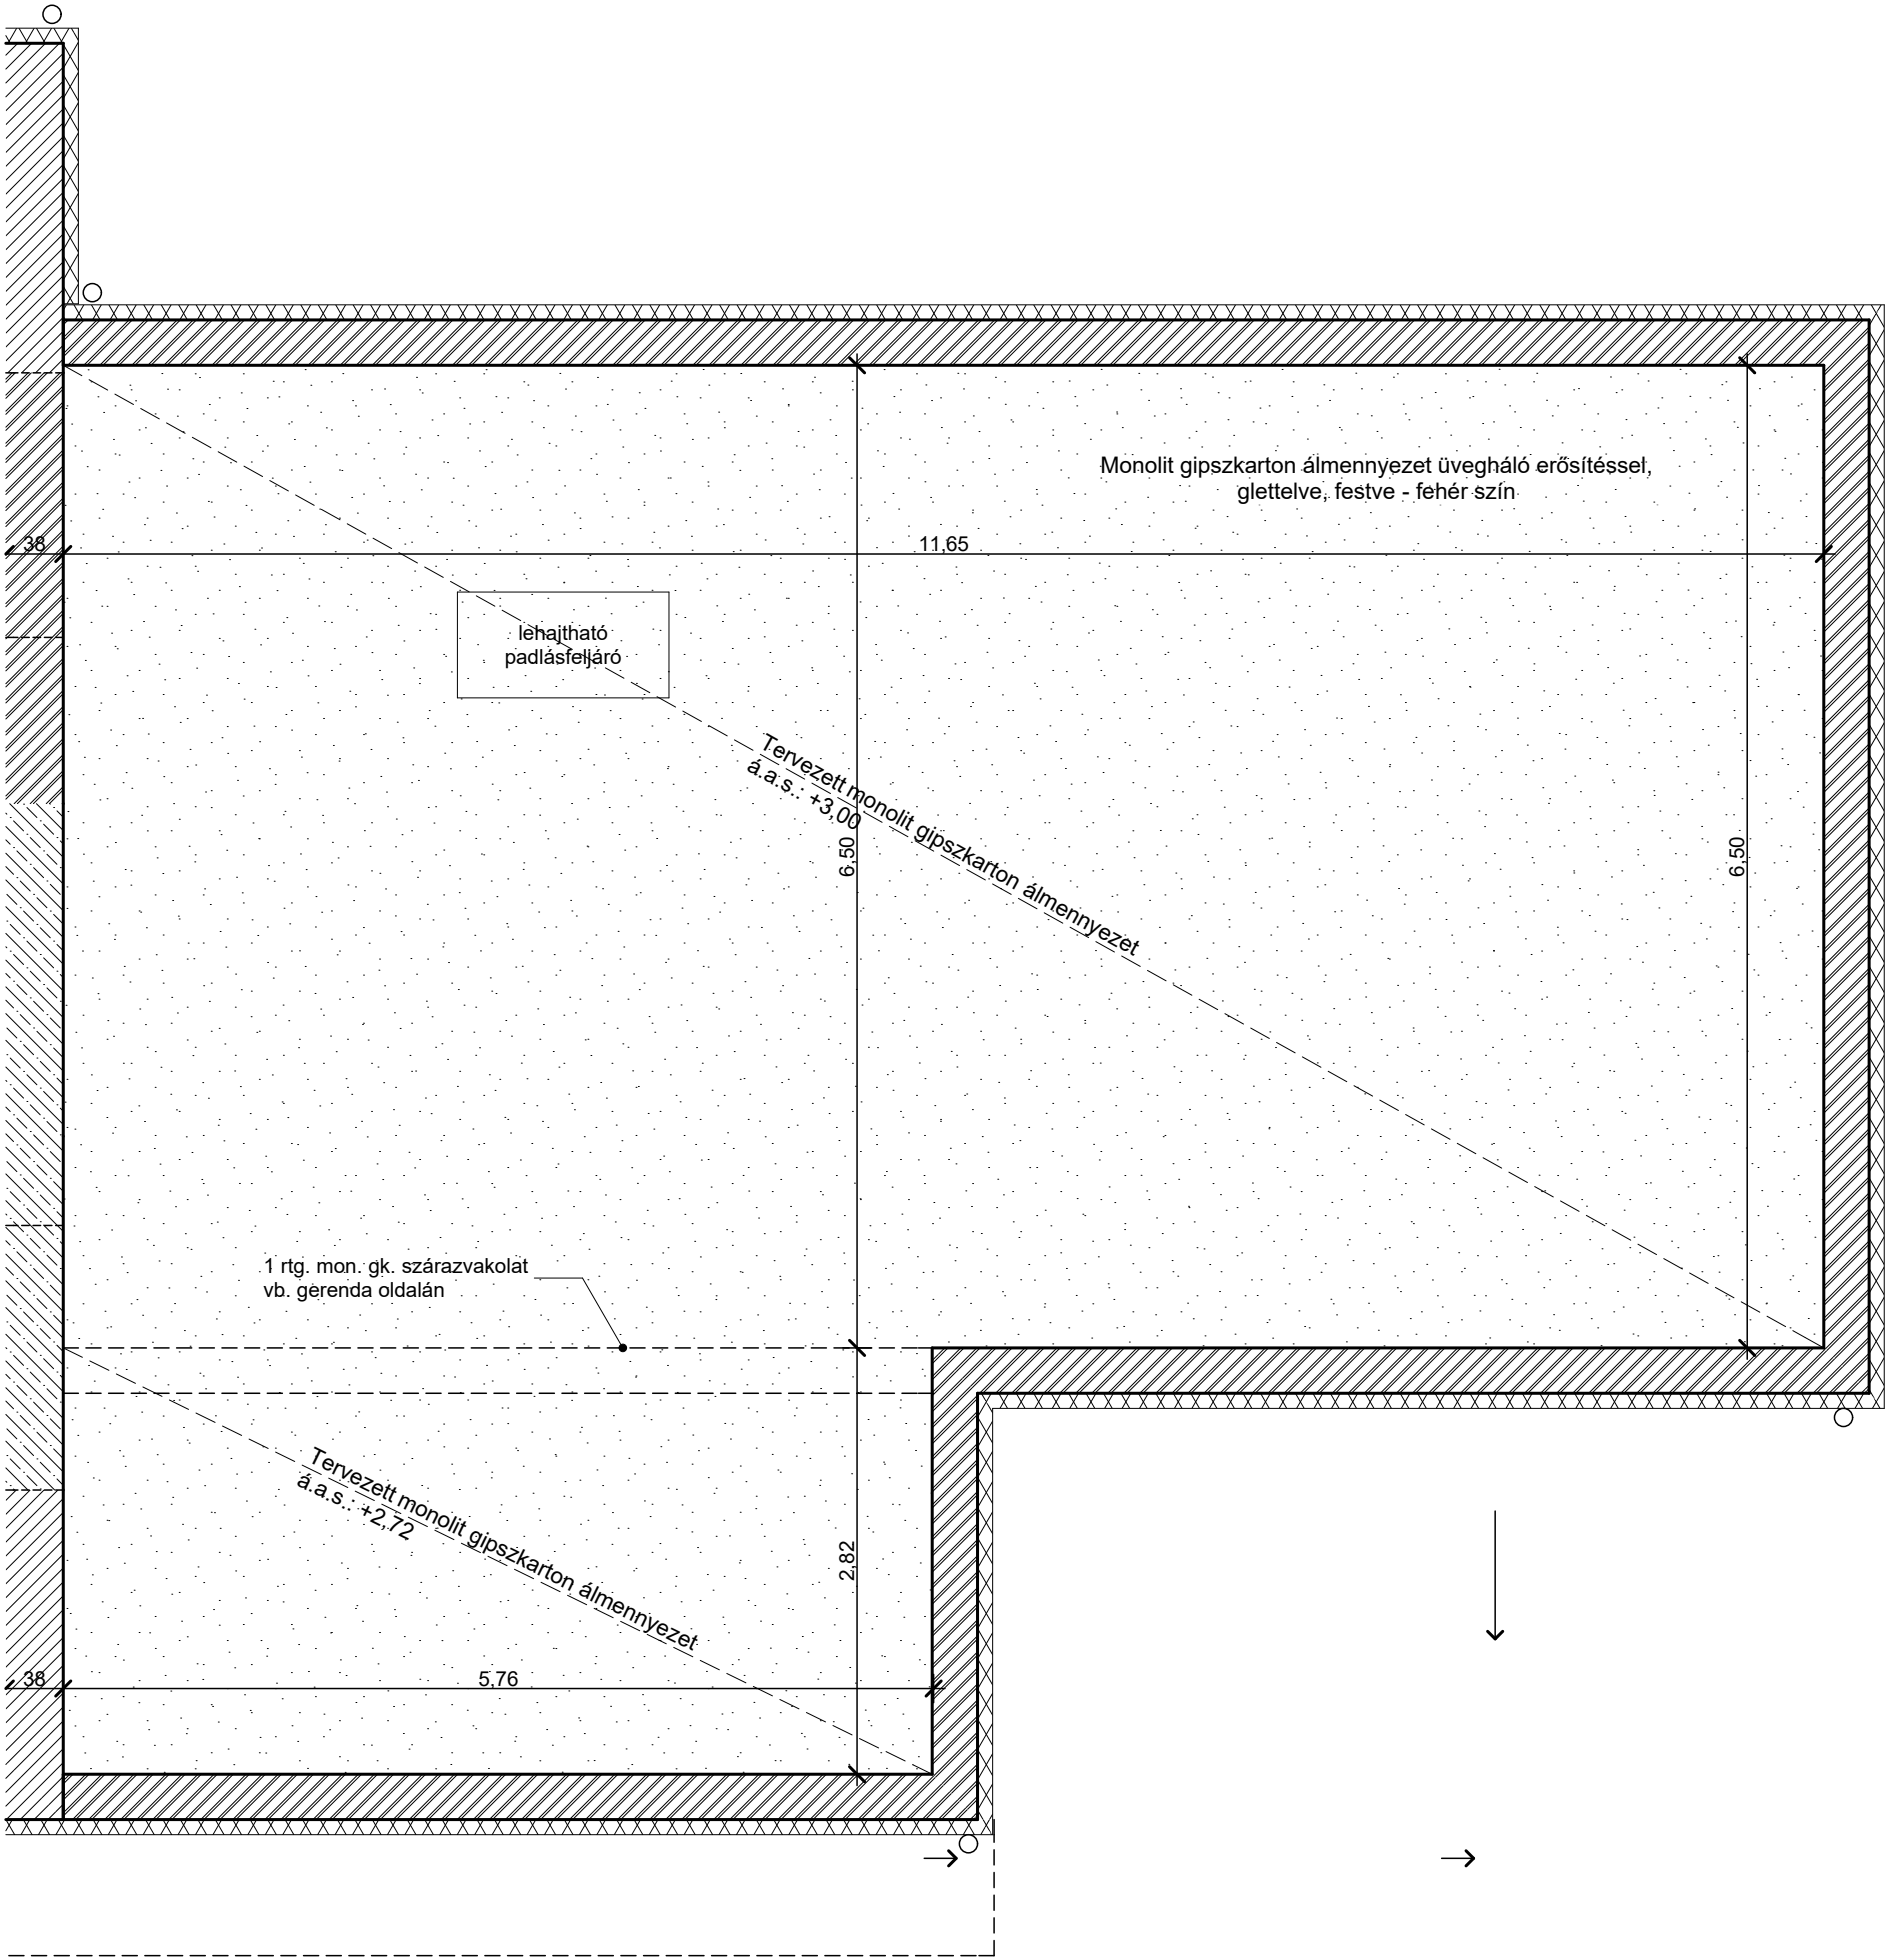 Monolit gipszkarton álmennyezet üvegháló erősítéssel,
glettelve, festve - fehér szín
38
11,65
lehajtható
padlásfeljáró
Tervezett monolit gipszkarton álmennyezet
á.a.s.: +3,00
6,50
6,50
1 rtg. mon. gk. szárazvakolat
vb. gerenda oldalán
Tervezett monolit gipszkarton álmennyezet
á.a.s.: +2,72
2,82
38
5,76